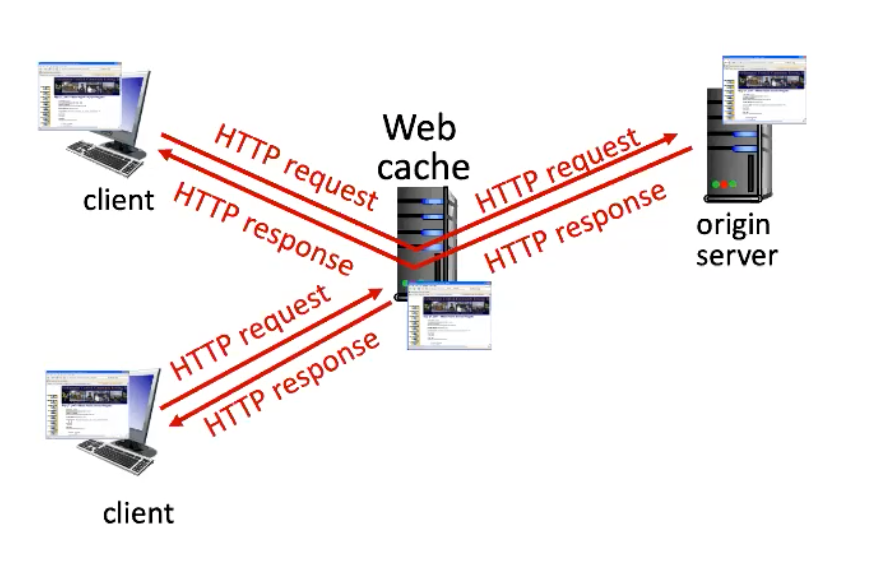 Web
cache
client
HTTP request
HTTP response
HTTP request
HTTP response
origin
server
HTTP request
HTTP response
client